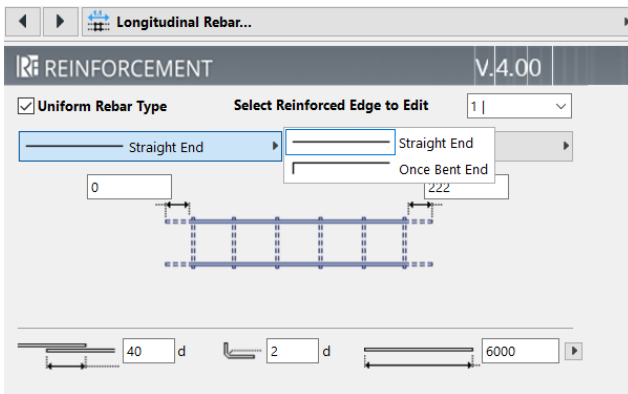 Longitudinal Rebar...
REINFORCEMENT V.4.00
Uniform Rebar Type Select Reinforced Edge to Edit 1 |
Straight End Straight End
Once Bent End
0 222
40 d 2 d 6000